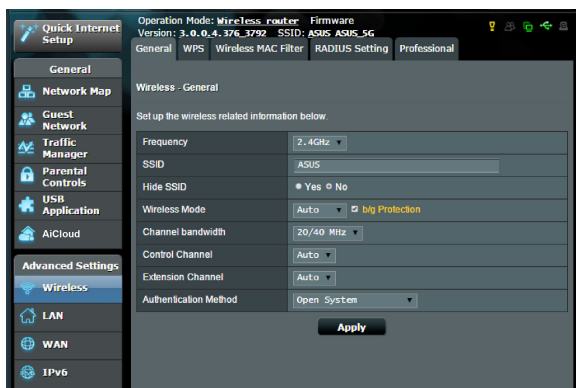 Quick Internet
Setup
General
Network Map
Guest
Network
Traffic
Manager
Parental
Controls
USB
Application
AiCloud
Advanced Settings
Wireless
LAN
WAN
IPv6
Operation Mode: Wireless router Firmware
Version: 3.0.0.4.376_3792 SSID: ASUS ASUS_5G
General WPS Wireless MAC Filter RADIUS Setting Professional
Wireless - General
Set up the wireless related information below.
Frequency 2.4GHz
SSID ASUS
Hide SSID Yes No
Wireless Mode Auto b/g Protection
Channel bandwidth 20/40 MHz
Control Channel Auto
Extension Channel Auto
Authentication Method Open System
Apply